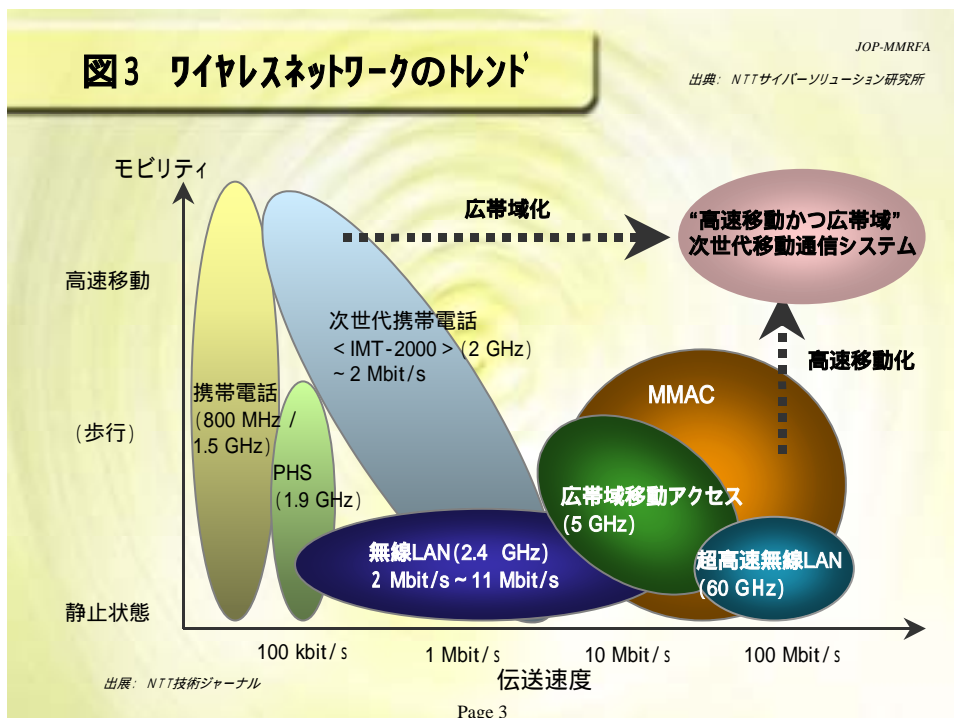 JOP-MMRFA
図3 ワイヤレスネットワークのトレンド
出典: NTTサイバーソリューション研究所
モビリティ
広帯域化
“高速移動かつ広帯域”
次世代移動通信システム
高速移動
次世代携帯電話
<IMT-2000>(2 GHz)
~2 Mbit/s
高速移動化
携帯電話
(800 MHz /
1.5 GHz)
MMAC
(歩行)
PHS
(1.9 GHz)
広帯域移動アクセス
(5 GHz)
無線LAN(2.4 GHz)
2 Mbit/s~11 Mbit/s
超高速無線LAN
(60 GHz)
静止状態
100 kbit/s
1 Mbit/s
10 Mbit/s
100 Mbit/s
伝送速度
出展: NTT技術ジャーナル
Page 3